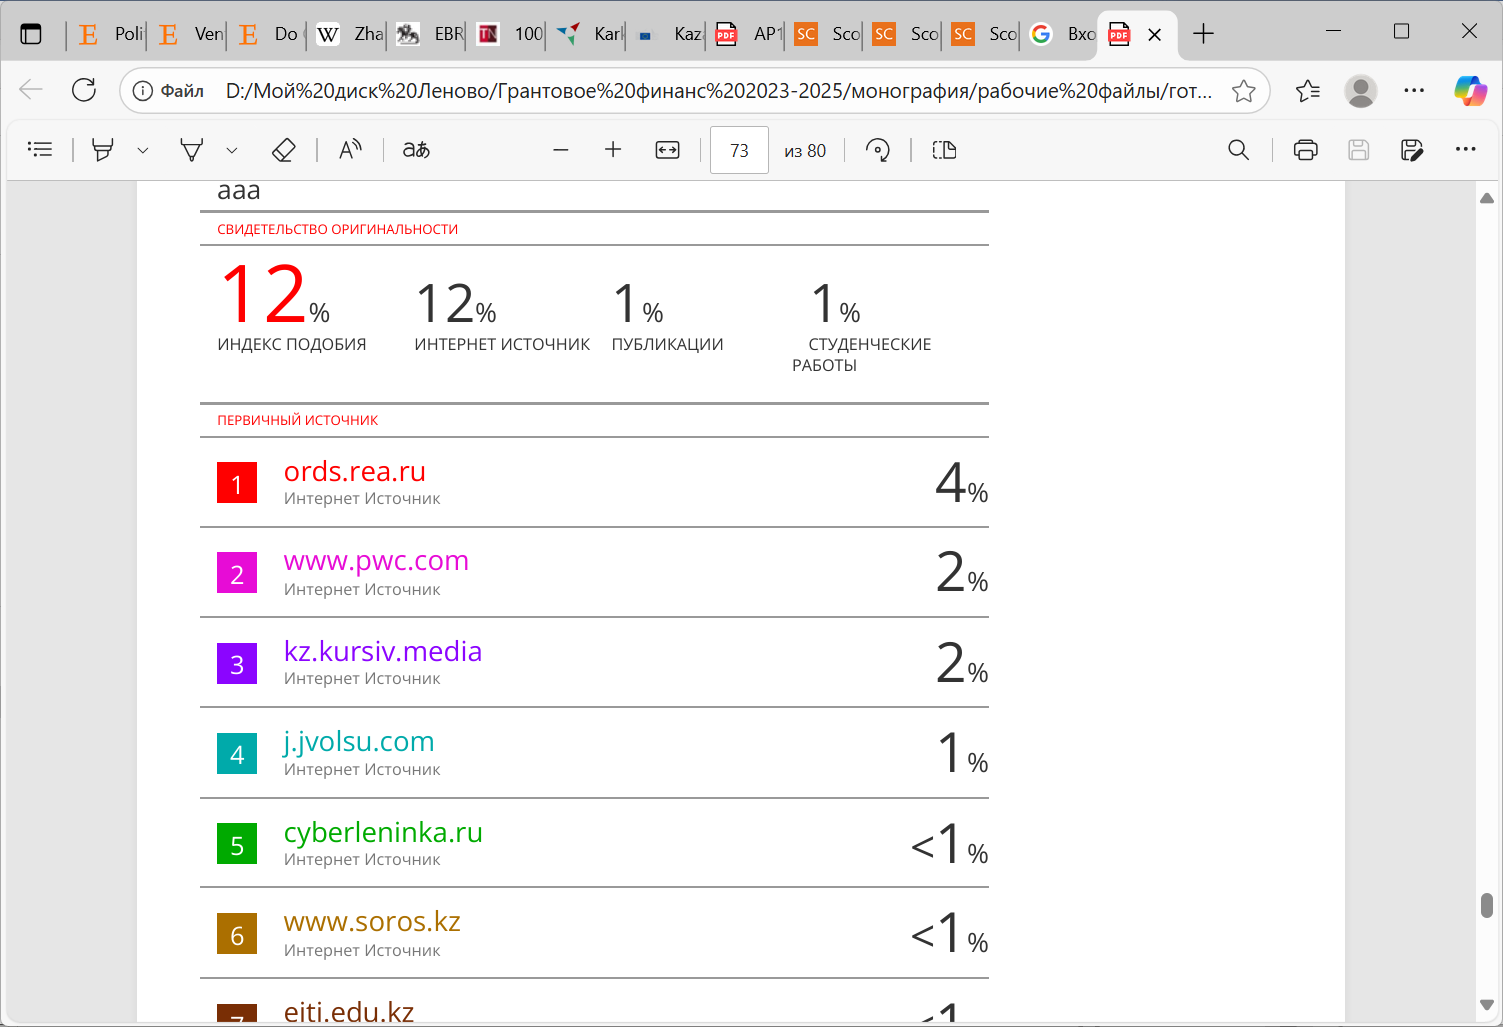 Poli
Ven
Do
Zha
EBR
100
Kark
Kaza
AP1
Sco
Sco
Sco
Вхо
Файл
D:/Мой%20диск%20Леново/Грантовое%20финанс%202023-2025/монография/рабочие%20файлы/гот...
73 из 80
ааа
СВИДЕТЕЛЬСТВО ОРИГИНАЛЬНОСТИ
12% 12% 1% 1%
ИНДЕКС ПОДОБИЯ ИНТЕРНЕТ ИСТОЧНИК ПУБЛИКАЦИИ СТУДЕНЧЕСКИЕ
РАБОТЫ
ПЕРВИЧНЫЙ ИСТОЧНИК
1 ords.rea.ru 4%
Интернет Источник
2 www.pwc.com 2%
Интернет Источник
3 kz.kursiv.media 2%
Интернет Источник
4 j.jvolsu.com 1%
Интернет Источник
5 cyberleninka.ru <1%
Интернет Источник
6 www.soros.kz <1%
Интернет Источник
7 eiti.edu.kz <1